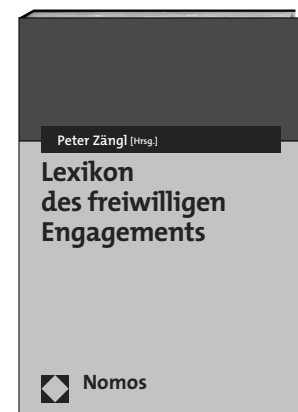 Peter Zängl [Hrsg.]
Lexikon
des freiwilligen
Engagements
Nomos